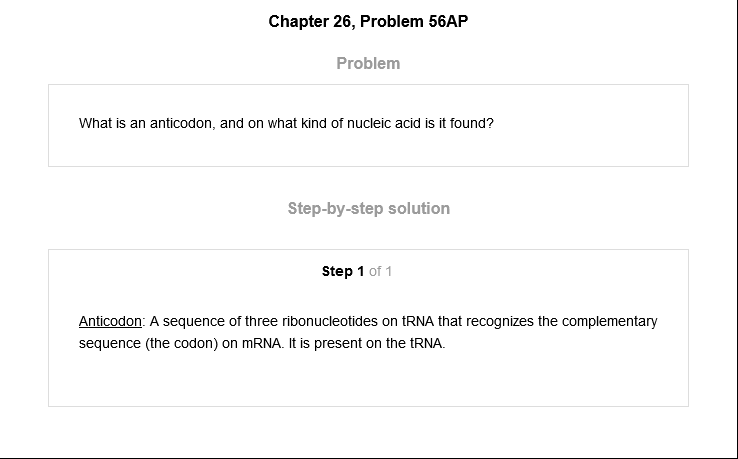 Chapter 26, Problem 56AP
Problem
What is an anticodon, and on what kind of nucleic acid is it found?
Step-by-step solution
Step 1 of 1
Anticodon: A sequence of three ribonucleotides on tRNA that recognizes the complementary
sequence (the codon) on mRNA. It is present on the tRNA.